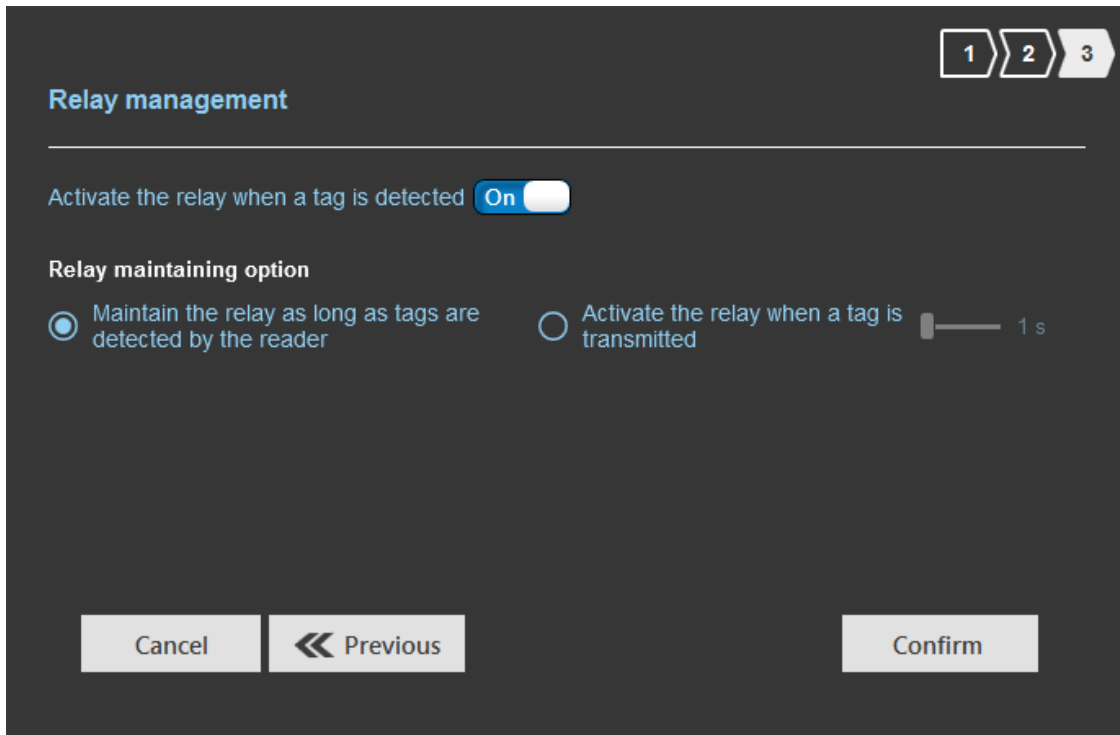 1 2 3
Relay management
Activate the relay when a tag is detected On
Relay maintaining option
Maintain the relay as long as tags are
detected by the reader
Activate the relay when a tag is
transmitted
1 s
Cancel Previous Confirm